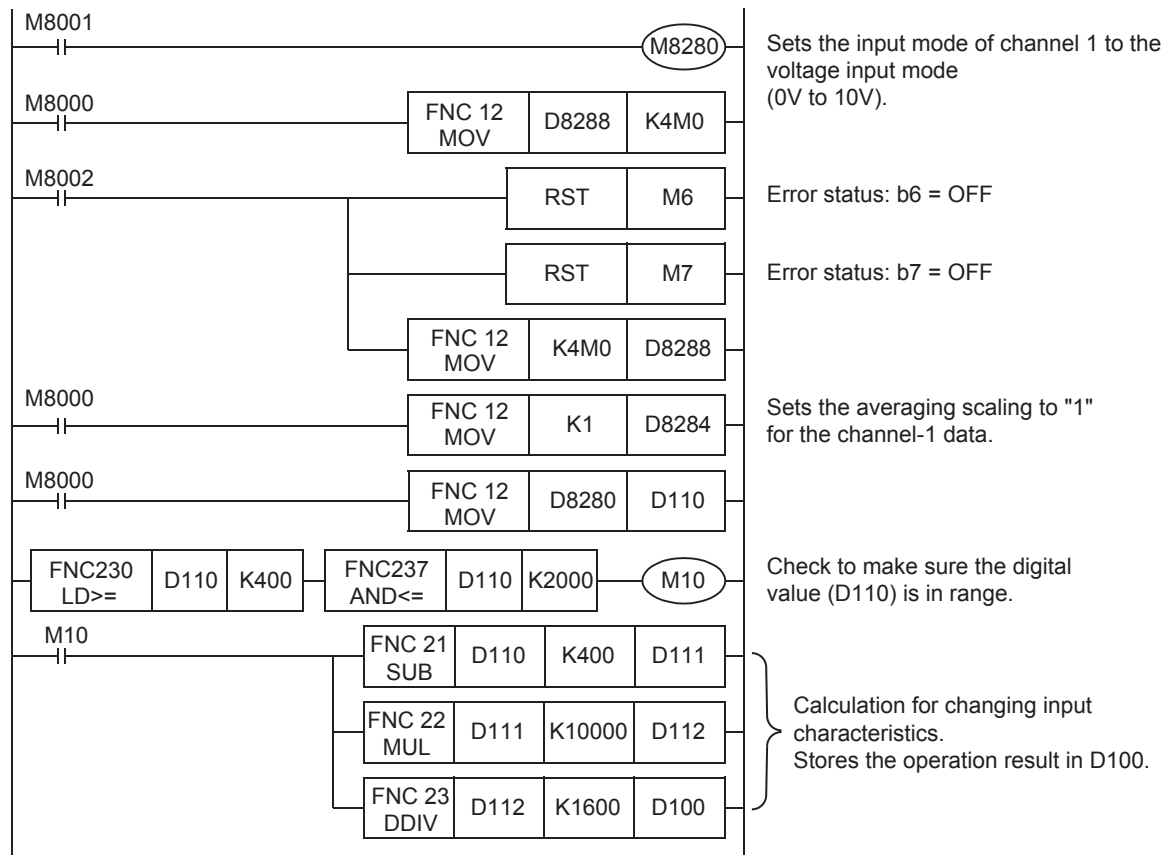 M8001
M8280
Sets the input mode of channel 1 to the
voltage input mode
(0V to 10V).
M8000
FNC 12
MOV
D8288
K4M0
M8002
RST
M6
Error status: b6 = OFF
RST
M7
Error status: b7 = OFF
FNC 12
MOV
K4M0
D8288
M8000
FNC 12
MOV
K1
D8284
Sets the averaging scaling to "1"
for the channel-1 data.
M8000
FNC 12
MOV
D8280
D110
FNC230
LD>=
D110
K400
FNC237
AND<=
D110
K2000
M10
Check to make sure the digital
value (D110) is in range.
M10
FNC 21
SUB
D110
K400
D111
FNC 22
MUL
D111
K10000
D112
FNC 23
DDIV
D112
K1600
D100
Calculation for changing input
characteristics.
Stores the operation result in D100.